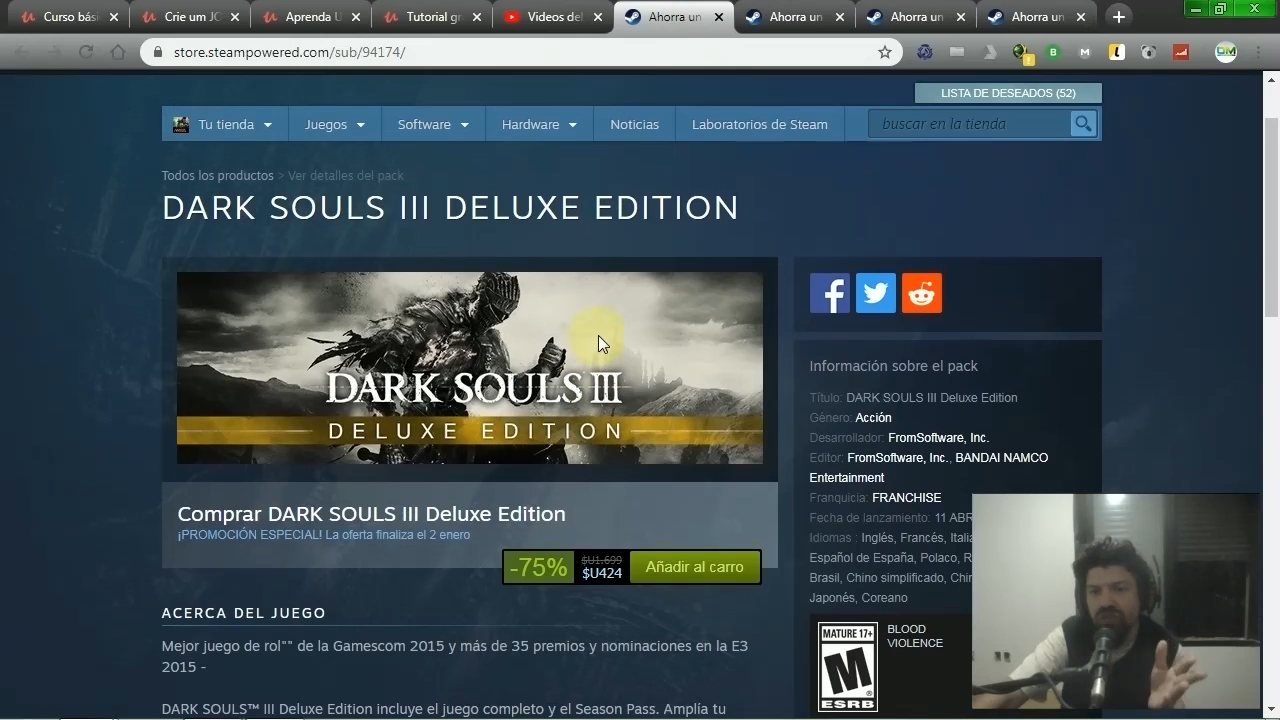 Curso bási
Crie um JC
Aprenda U
Tutorial gr
Videos del
Ahorra un
Ahorra un
Ahorra un
Ahorra un
store.steampowered.com/sub/94174/
LISTA DE DESEADOS (52)
Tu tienda
Juegos
Software
Hardware
Noticias
Laboratorios de Steam
buscar en la tienda
Todos los productos > Ver detalles del pack
DARK SOULS III DELUXE EDITION
DARK SOULS III
DELUXE EDITION
Comprar DARK SOULS III Deluxe Edition
¡PROMOCIÓN ESPECIAL! La oferta finaliza el 2 enero
-75%
$U1.699
$U424
Añadir al carro
ACERCA DEL JUEGO
Mejor juego de rol"" de la Gamescom 2015 y más de 35 premios y nominaciones en la E3
2015 -
DARK SOULS™ III Deluxe Edition incluye el juego completo y el Season Pass. Amplía tu
Información sobre el pack
Título: DARK SOULS III Deluxe Edition
Género: Acción
Desarrollador: FromSoftware, Inc.
Editor: FromSoftware, Inc., BANDAI NAMCO
Entertainment
Franquicia: FRANCHISE
Fecha de lanzamiento: 11 ABR
Idiomas : Inglés, Francés, Italia
Español de España, Polaco, R
Brasil, Chino simplificado, Chin
Japonés, Coreano
MATURE 17+
M
ESRB
BLOOD
VIOLENCE